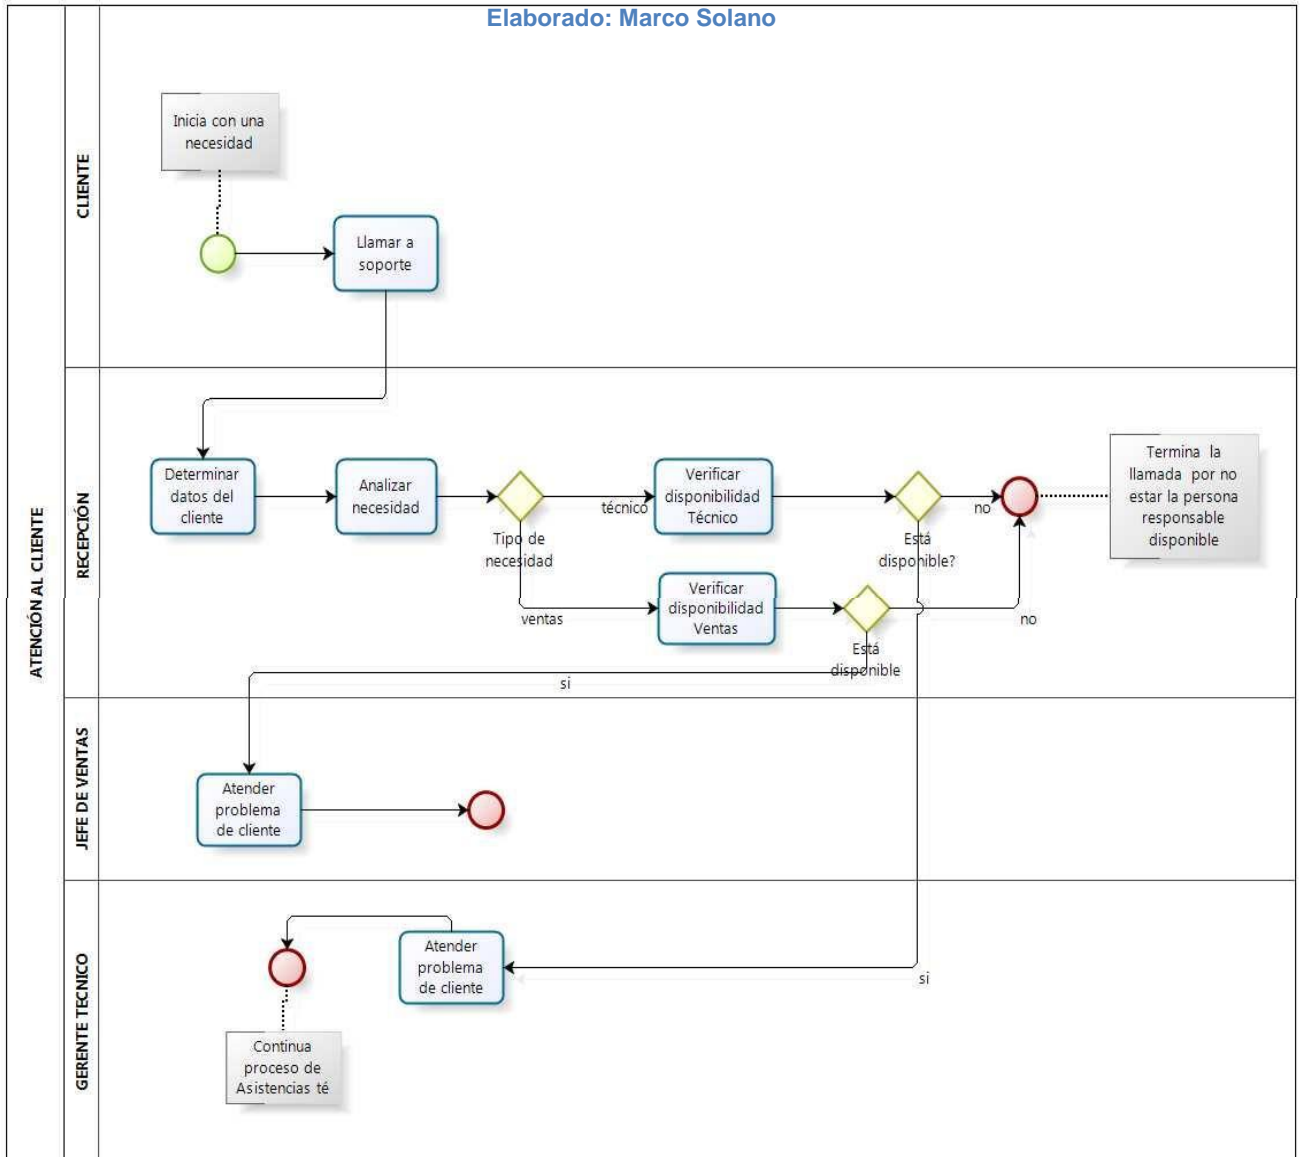 Elaborado: Marco Solano
ATENCIÓN AL CLIENTE
CLIENTE
Inicia con una
necesidad
Llamar a
soporte
RECEPCIÓN
Determinar
datos del
cliente
Analizar
necesidad
Tipo de
necesidad
técnico
Verificar
disponibilidad
Técnico
Está
disponible?
no
Termina la
llamada por no
estar la persona
responsable
disponible
ventas
Verificar
disponibilidad
Ventas
Está
disponible
no
si
JEFE DE VENTAS
Atender
problema
de cliente
GERENTE TECNICO
Atender
problema
de cliente
si
Continua
proceso de
Asistencias té